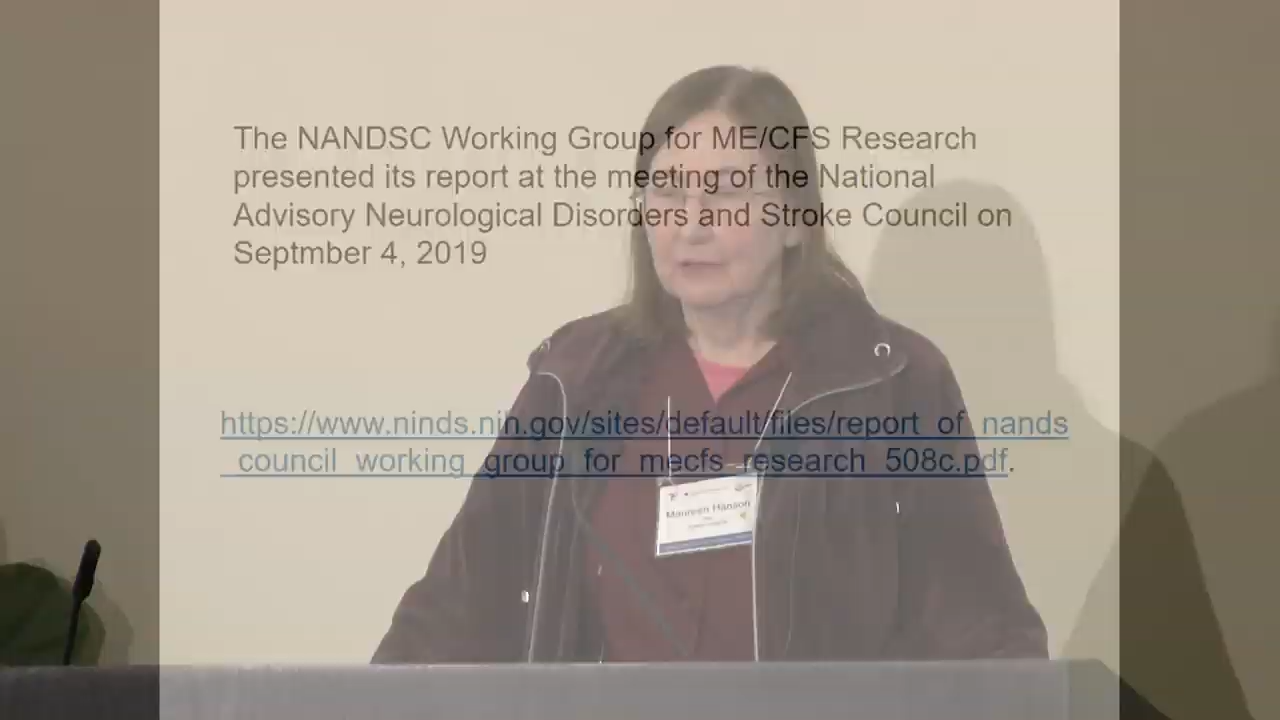 The NANDSC Working Group for ME/CFS Research
presented its report at the meeting of the National
Advisory Neurological Disorders and Stroke Council on
Septmber 4, 2019
https://www.ninds.nih.gov/sites/default/files/report_of_nands
_council_working_group_for_mecfs_research_508c.pdf.
Maureen Hanson